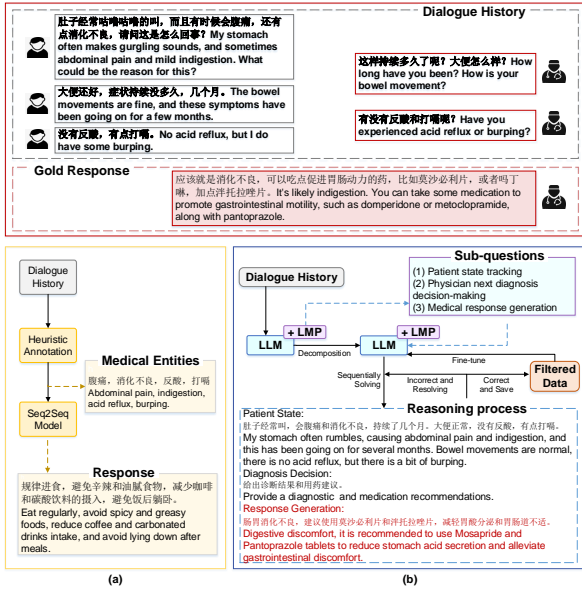 Dialogue History
肚子经常咕噜咕噜的叫，而且有时候会腹痛，还有
点消化不良，请问这是怎么回事？My stomach
often makes gurgling sounds, and sometimes
abdominal pain and mild indigestion. What
could be the reason for this?
这样持续多久了呢？大便怎么样？How
long have you been? How is your
bowel movement?
大便还好，症状持续没多久，几个月。The bowel
movements are fine, and these symptoms have
been going on for a few months.
有没有反酸和打嗝呢？Have you
experienced acid reflux or burping?
没有反酸，有点打嗝。No acid reflux, but I do
have some burping.
Gold Response
应该就是消化不良，可以吃点促进胃肠动力的药，比如莫沙必利片，或者吗丁
啉，加点泮托拉唑片。It's likely indigestion. You can take some medication to
promote gastrointestinal motility, such as domperidone or metoclopramide,
along with pantoprazole.
Dialogue
History
Heuristic
Annotation
Medical Entities
腹痛，消化不良，反酸，打嗝
Abdominal pain, indigestion,
acid reflux, burping.
Seq2Seq
Model
Response
规律进食，避免辛辣和油腻食物，减少咖啡
和碳酸饮料的摄入，避免饭后躺卧。
Eat regularly, avoid spicy and greasy
foods, reduce coffee and carbonated
drinks intake, and avoid lying down after
meals.
(a)
Sub-questions
(1) Patient state tracking
(2) Physician next diagnosis
decision-making
(3) Medical response generation
Dialogue History
+ LMP
+ LMP
LLM
LLM
Decomposition
Fine-tune
Sequentially
Solving
Incorrect and
Resolving
Correct and
Save
Filtered
Data
Reasoning process
Patient State:
肚子经常叫，会腹痛和消化不良，持续了几个月。大便正常，没有反酸，有点打嗝。
My stomach often rumbles, causing abdominal pain and indigestion, and
this has been going on for several months. Bowel movements are normal,
there is no acid reflux, but there is a bit of burping.
Diagnosis Decision:
给出诊断结果和用药建议。
Provide a diagnostic and medication recommendations.
Response Generation:
肠胃消化不良，建议使用莫沙必利片和泮托拉唑片，减轻胃酸分泌和胃肠道不适。
Digestive discomfort, it is recommended to use Mosapride and
Pantoprazole tablets to reduce stomach acid secretion and alleviate
gastrointestinal discomfort.
(b)